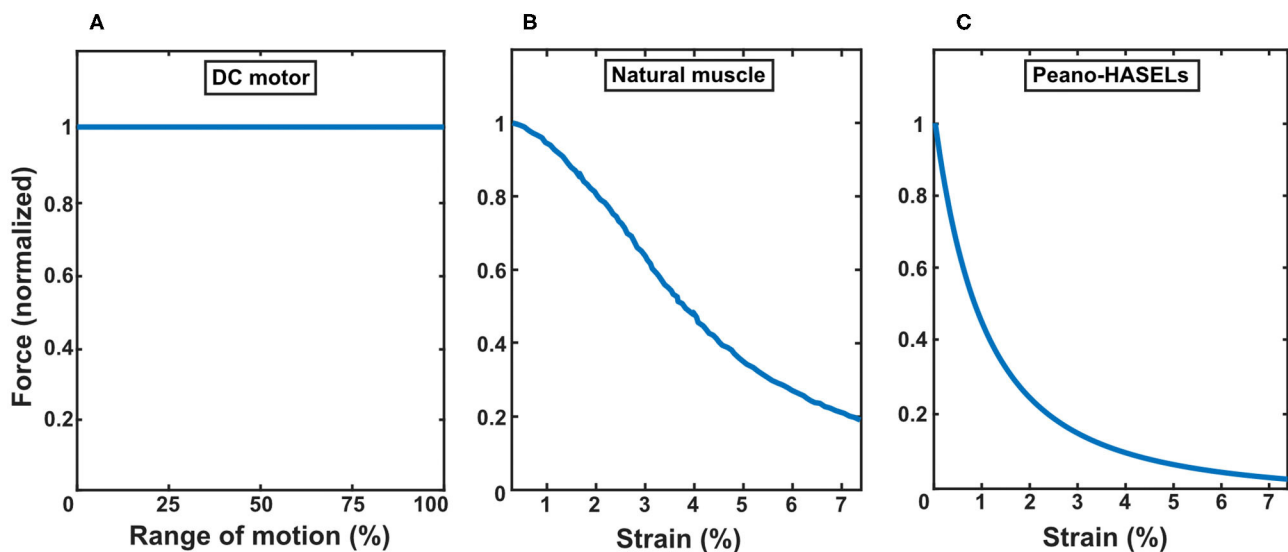 A
B
C
DC motor
Natural muscle
Peano-HASELs
Force (normalized)
1
0.8
0.6
0.4
0.2
0
0 25 50 75 100
Range of motion (%)
1
0.8
0.6
0.4
0.2
0
1 2 3 4 5 6 7
Strain (%)
1
0.8
0.6
0.4
0.2
0
0 1 2 3 4 5 6 7
Strain (%)